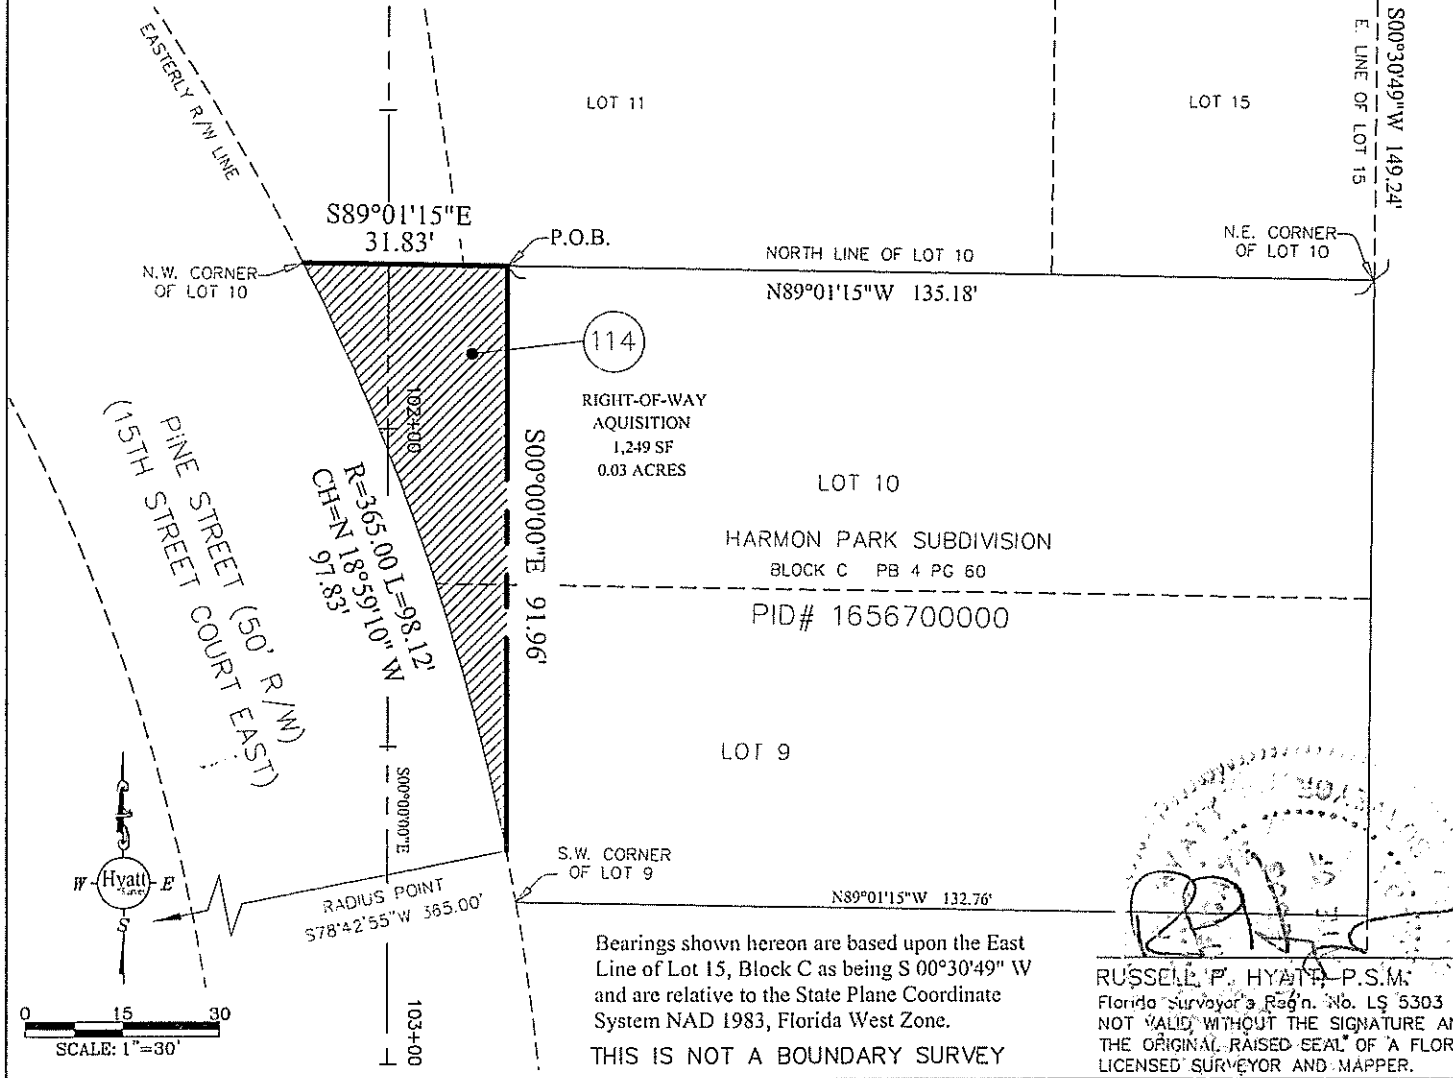 EASTERLY R/W LINE
LOT 11
LOT 15
S00°30'49"W 149.24'
E. LINE OF LOT 15
S89°01'15"E
31.83'
P.O.B.
NORTH LINE OF LOT 10
N.E. CORNER
OF LOT 10
N.W. CORNER
OF LOT 10
N89°01'15"W 135.18'
114
RIGHT-OF-WAY
AQUISITION
1,249 SF
0.03 ACRES
102+00
S00°00'00"E 91.96'
R=365.00 L=98.12'
CH=N 18°59'10" W
97.83'
PINE STREET (50' R/W)
(15TH STREET COURT EAST)
LOT 10
HARMON PARK SUBDIVISION
BLOCK C PB 4 PG 60
PID# 1656700000
LOT 9
S00°00'00"E
S.W. CORNER
OF LOT 9
RADIUS POINT
S78°42'55"W 365.00'
N89°01'15"W 132.76'
W Hyatt E
S
103+00
0 15 30
SCALE: 1"=30'
Bearings shown hereon are based upon the East
Line of Lot 15, Block C as being S 00°30'49" W
and are relative to the State Plane Coordinate
System NAD 1983, Florida West Zone.
THIS IS NOT A BOUNDARY SURVEY
RUSSELL P. HYATT, P.S.M.
Florida Surveyor's Reg'n. No. LS 5303
NOT VALID WITHOUT THE SIGNATURE AN
THE ORIGINAL RAISED SEAL OF A FLOR
LICENSED SURVEYOR AND MAPPER.